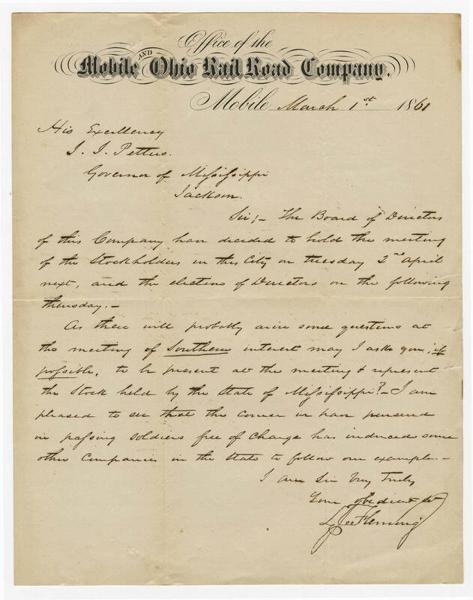 Office of the
Mobile AND Ohio Rail Road Company.
Mobile March 1st 1861
His Excellency
J. J. Pettus.
Governor of Mississippi
Jackson.
Sir;- The Board of Directors
of this Company have decided to hold the meeting
of the Stockholders in this City on Tuesday 2nd April
next, and the election of Directors on the following
thursday.-
As there will probably arise some questions at
the meeting of Southern interest may I ask you, if
possible, to be present at the meeting & represent
the Stock held by the State of Mississippi? - I am
pleased to see that the course we have pursued
in passing soldiers free of charge has induced some
other Companies in the State to follow our example.-
I am Sir Very Truly
Your obedient St
L J Fleming